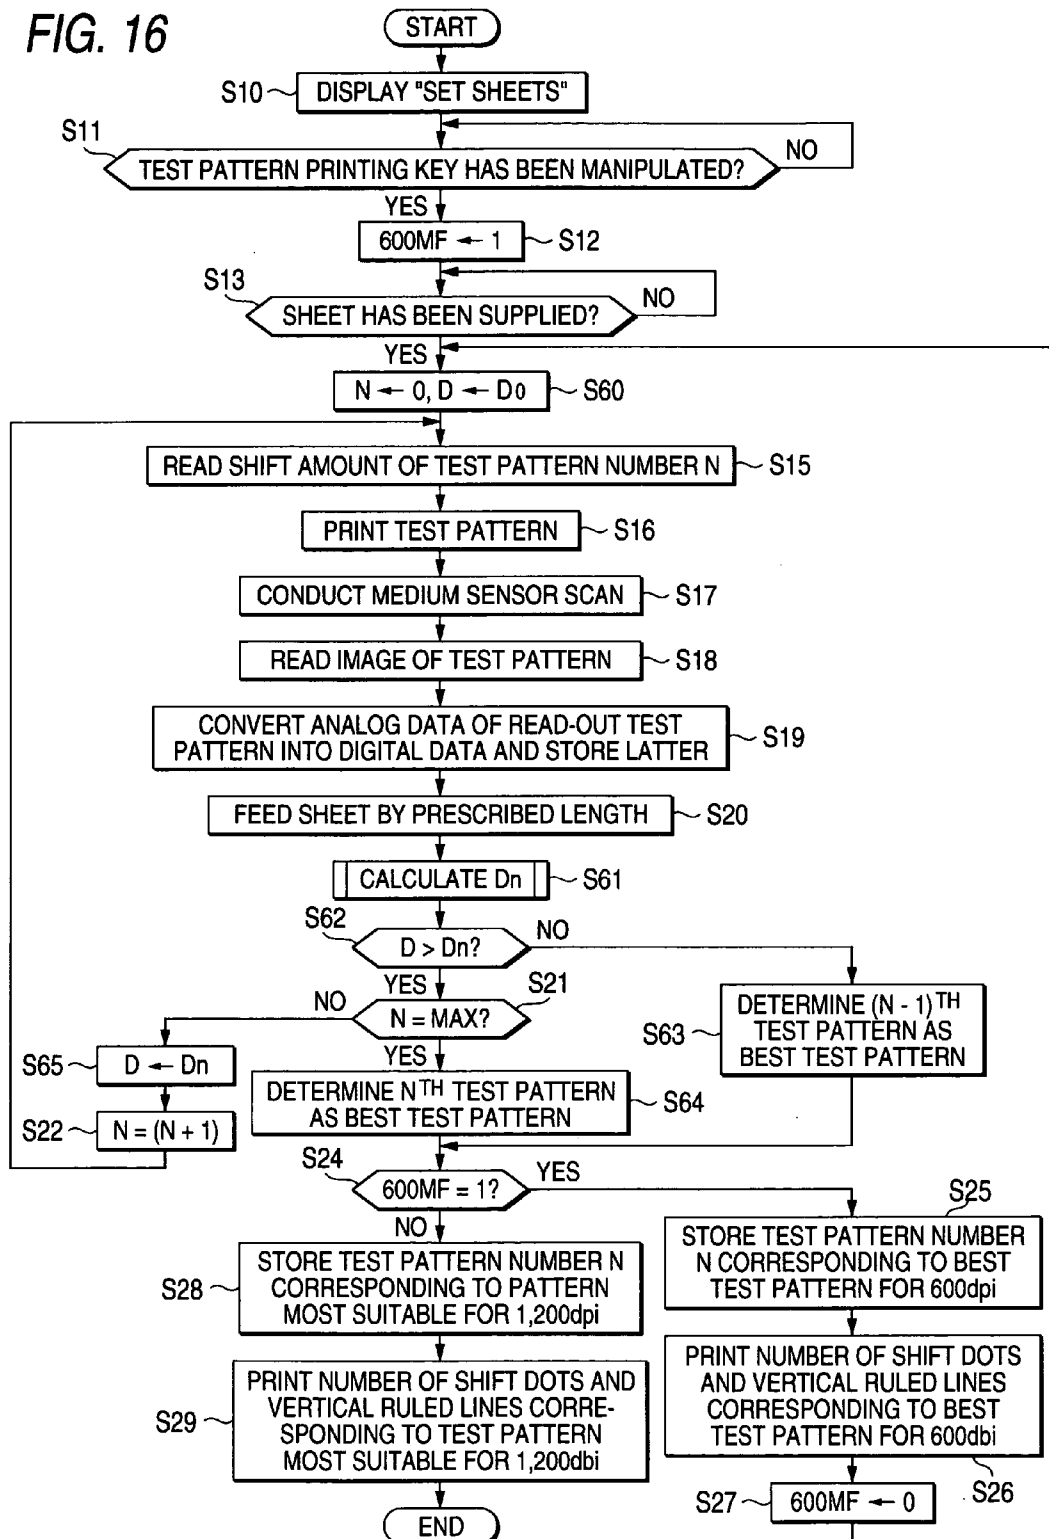 FIG. 16
START
S10
DISPLAY "SET SHEETS"
S11
TEST PATTERN PRINTING KEY HAS BEEN MANIPULATED?
NO
YES
600MF ← 1
S12
S13
SHEET HAS BEEN SUPPLIED?
NO
YES
N ← 0, D ← D0
S60
READ SHIFT AMOUNT OF TEST PATTERN NUMBER N
S15
PRINT TEST PATTERN
S16
CONDUCT MEDIUM SENSOR SCAN
S17
READ IMAGE OF TEST PATTERN
S18
CONVERT ANALOG DATA OF READ-OUT TEST
PATTERN INTO DIGITAL DATA AND STORE LATTER
S19
FEED SHEET BY PRESCRIBED LENGTH
S20
CALCULATE Dn
S61
S62
D > Dn?
NO
YES
S21
NO
N = MAX?
YES
S63
DETERMINE (N - 1)TH
TEST PATTERN AS
BEST TEST PATTERN
S65
D ← Dn
S22
N = (N + 1)
DETERMINE NTH TEST PATTERN
AS BEST TEST PATTERN
S64
S24
600MF = 1?
YES
NO
S25
STORE TEST PATTERN NUMBER
N CORRESPONDING TO BEST
TEST PATTERN FOR 600dpi
S28
STORE TEST PATTERN NUMBER N
CORRESPONDING TO PATTERN
MOST SUITABLE FOR 1,200dpi
PRINT NUMBER OF SHIFT DOTS
AND VERTICAL RULED LINES
CORRESPONDING TO BEST
TEST PATTERN FOR 600dbi
S26
S29
PRINT NUMBER OF SHIFT DOTS AND
VERTICAL RULED LINES CORRE-
SPONDING TO TEST PATTERN
MOST SUITABLE FOR 1,200dbi
S27
600MF ← 0
END